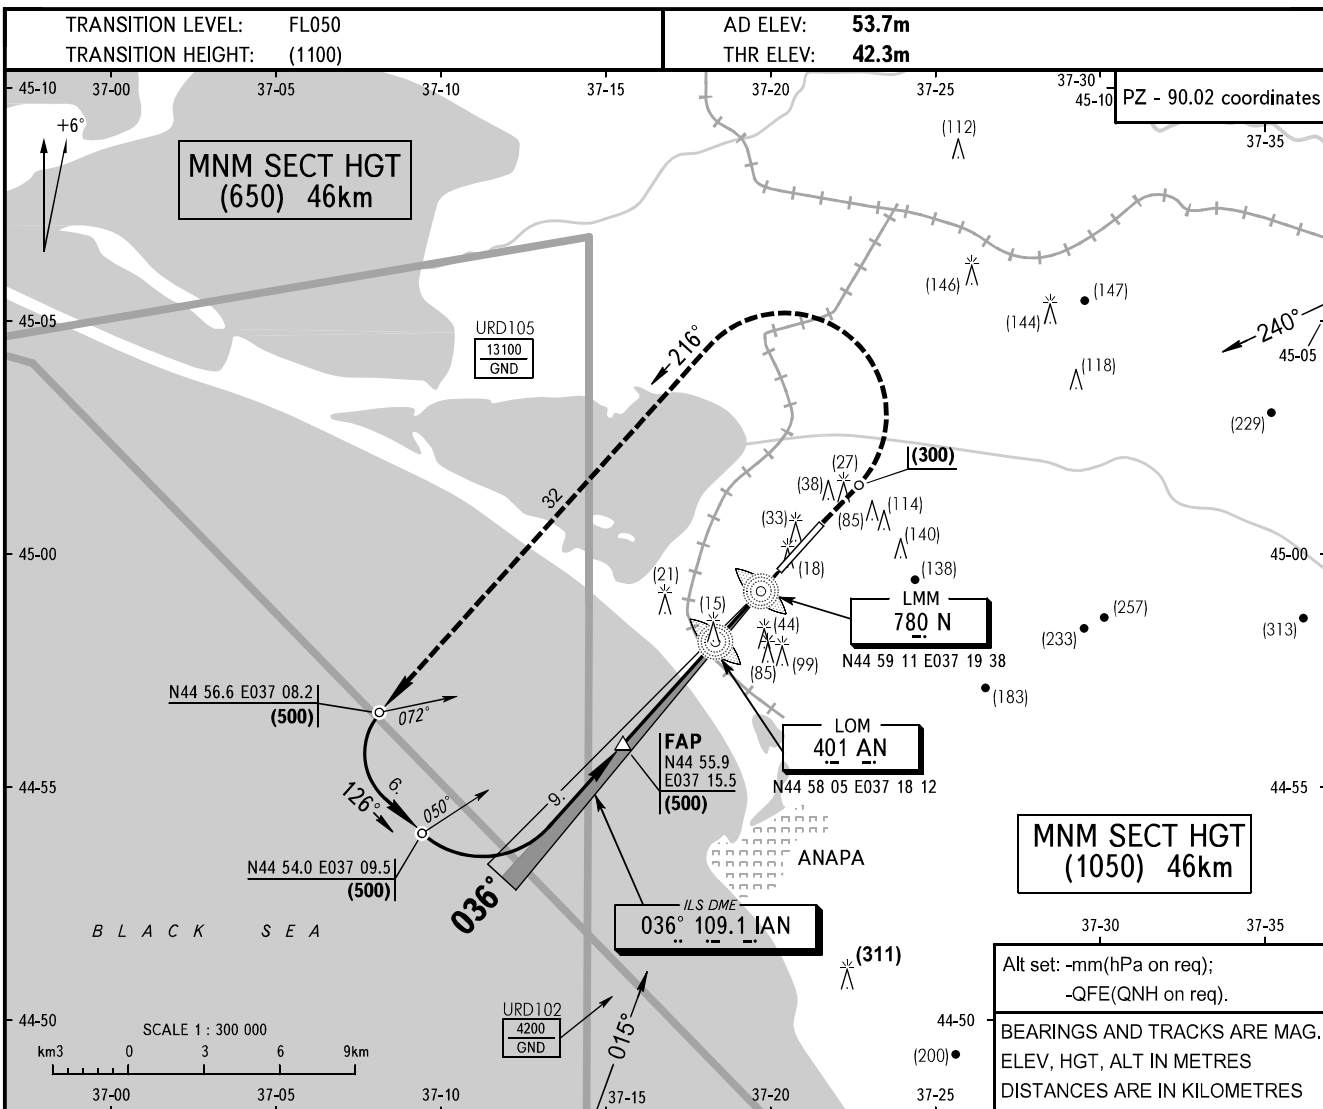 TRANSITION LEVEL: FL050
TRANSITION HEIGHT: (1100)
AD ELEV: 53.7m
THR ELEV: 42.3m
45-10 37-00 37-05 37-10 37-15 37-20 37-25 37-30
45-10
PZ - 90.02 coordinates
37-35
+6°
MNM SECT HGT
(650) 46km
(112)
(146)
(147)
(144)
240°
45-05
45-05
URD105
13100
GND
216°
(118)
(229)
(300)
(27)
(38)
32
(114)
(85)
(33)
(140)
45-00
(18)
45-00
(21)
(138)
(15)
LMM
780 N
N44 59 11 E037 19 38
(257)
(233)
(313)
(44)
(85)
(99)
(183)
N44 56.6 E037 08.2
(500)
072°
FAP
N44 55.9
E037 15.5
(500)
LOM
401 AN
N44 58 05 E037 18 12
44-55
44-55
6.
126°
050°
9.
N44 54.0 E037 09.5
(500)
036°
ANAPA
MNM SECT HGT
(1050) 46km
ILS DME
036° 109.1 IAN
BLACK SEA
37-30 37-35
(311)
Alt set: -mm(hPa on req);
-QFE(QNH on req).
URD102
4200
GND
015°
44-50
44-50
SCALE 1 : 300 000
km3 0 3 6 9km
(200)
BEARINGS AND TRACKS ARE MAG.
ELEV, HGT, ALT IN METRES
DISTANCES ARE IN KILOMETRES
37-00 37-05 37-10 37-15 37-20 37-25